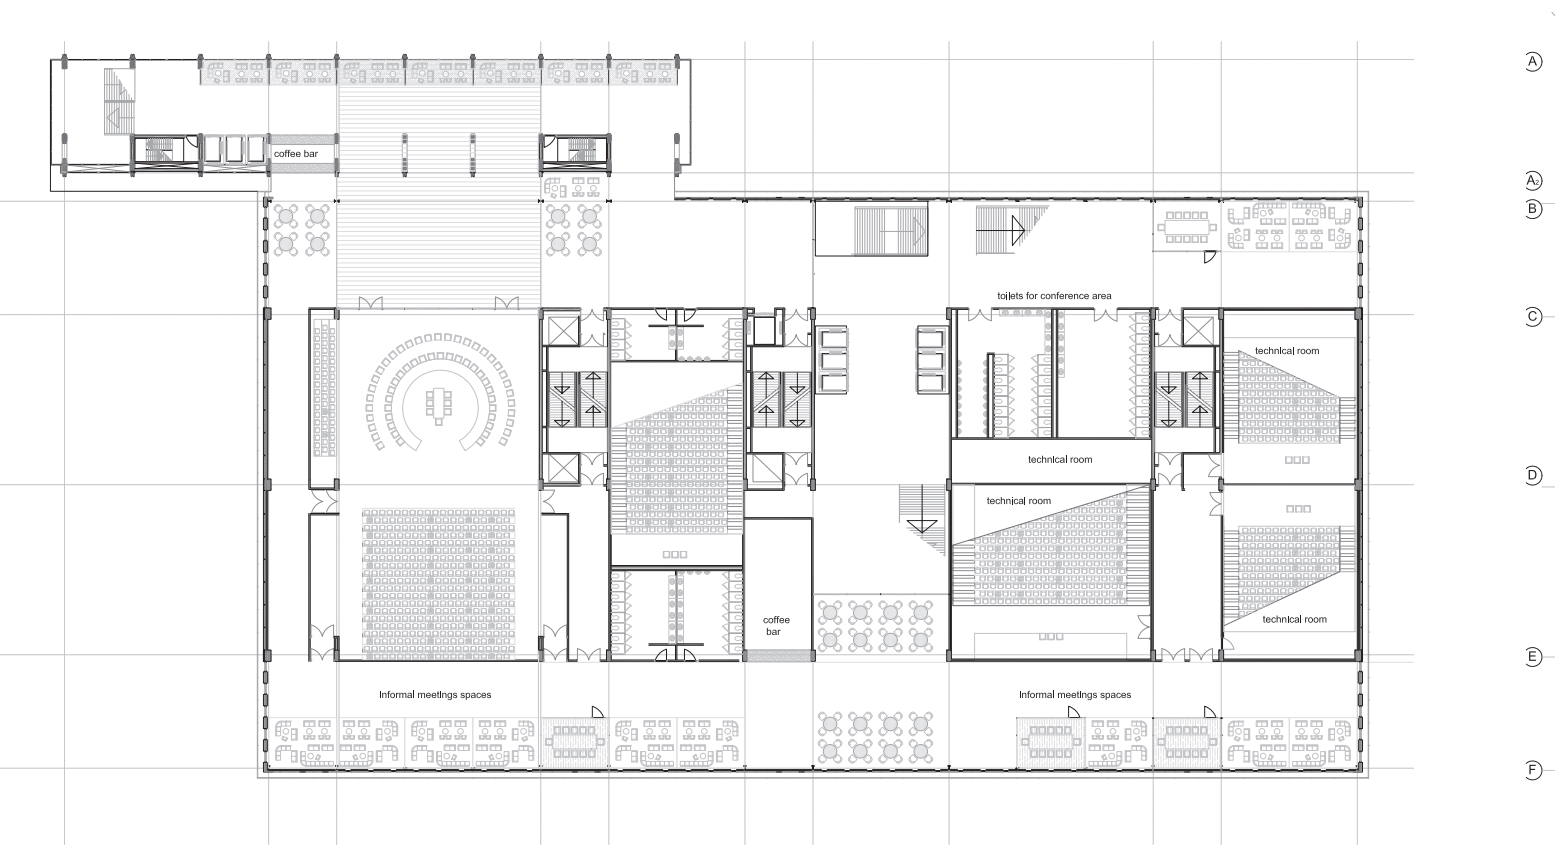 A
coffee bar
A2
B
toilets for conference area
C
technical room
technical room
D
technical room
coffee
bar
technical room
E
Informal meetings spaces
Informal meetings spaces
F